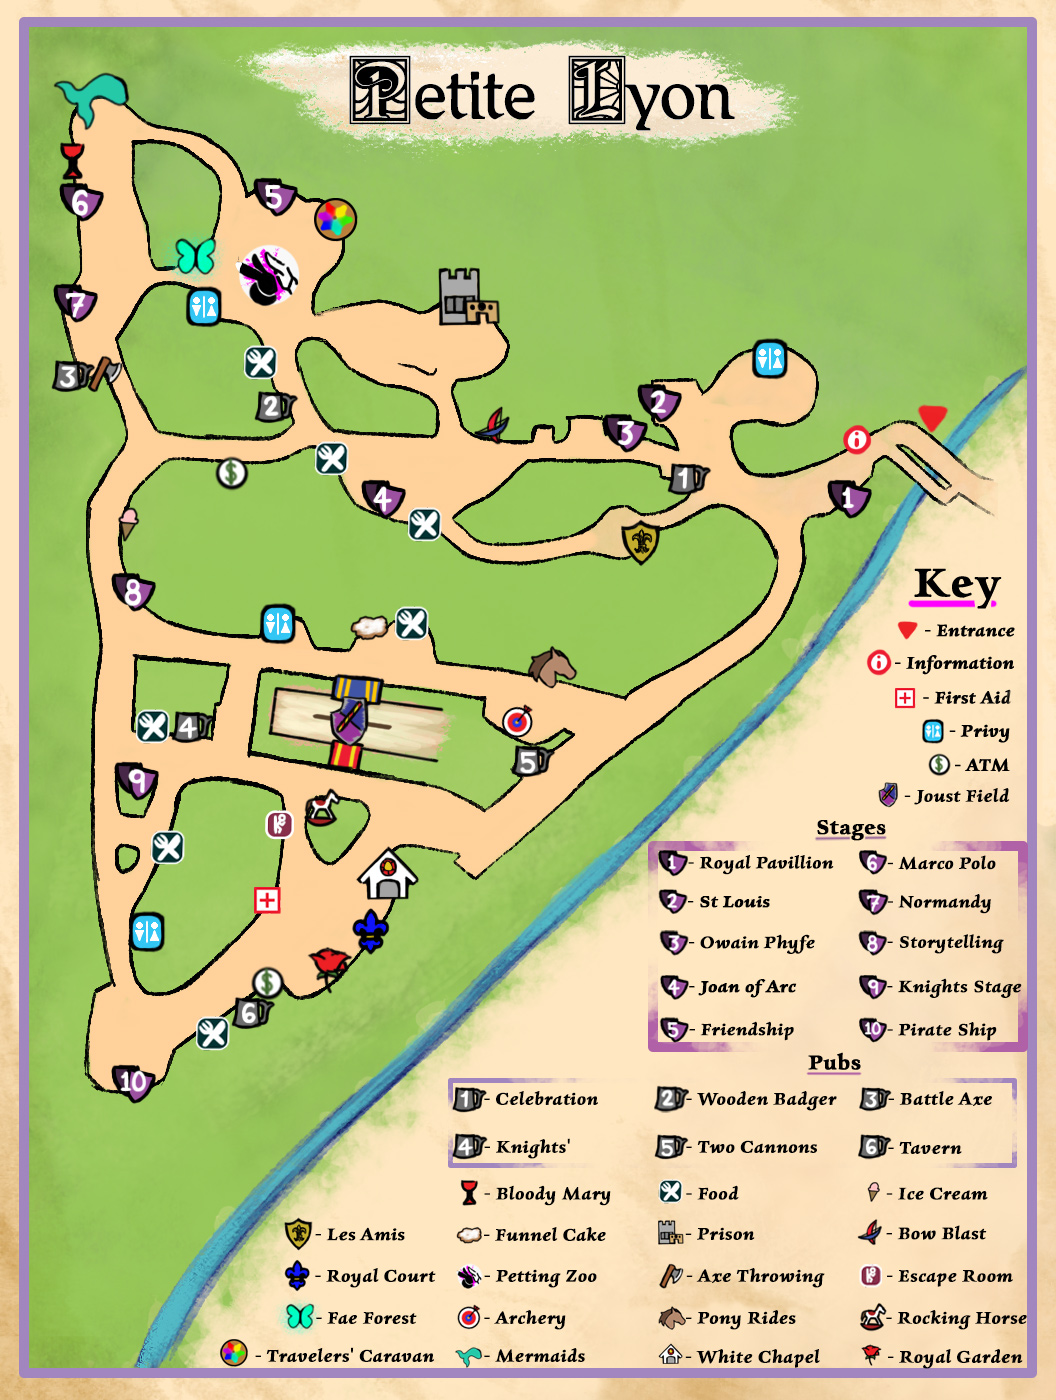 Petite Lyon
5
6
7
3
2
2
3
1
$
4
1
8
4
5
9
$
6
10
Key
- Entrance
- Information
- First Aid
- Privy
- ATM
- Joust Field
Stages
1 - Royal Pavillion 6 - Marco Polo
2 - St Louis 7 - Normandy
3 - Owain Phyfe 8 - Storytelling
4 - Joan of Arc 9 - Knights Stage
5 - Friendship 10 - Pirate Ship
Pubs
1 - Celebration 2 - Wooden Badger 3 - Battle Axe
4 - Knights' 5 - Two Cannons 6 - Tavern
- Bloody Mary - Food - Ice Cream
- Les Amis - Funnel Cake - Prison - Bow Blast
- Royal Court - Petting Zoo - Axe Throwing - Escape Room
- Fae Forest - Archery - Pony Rides - Rocking Horse
- Travelers' Caravan - Mermaids - White Chapel - Royal Garden